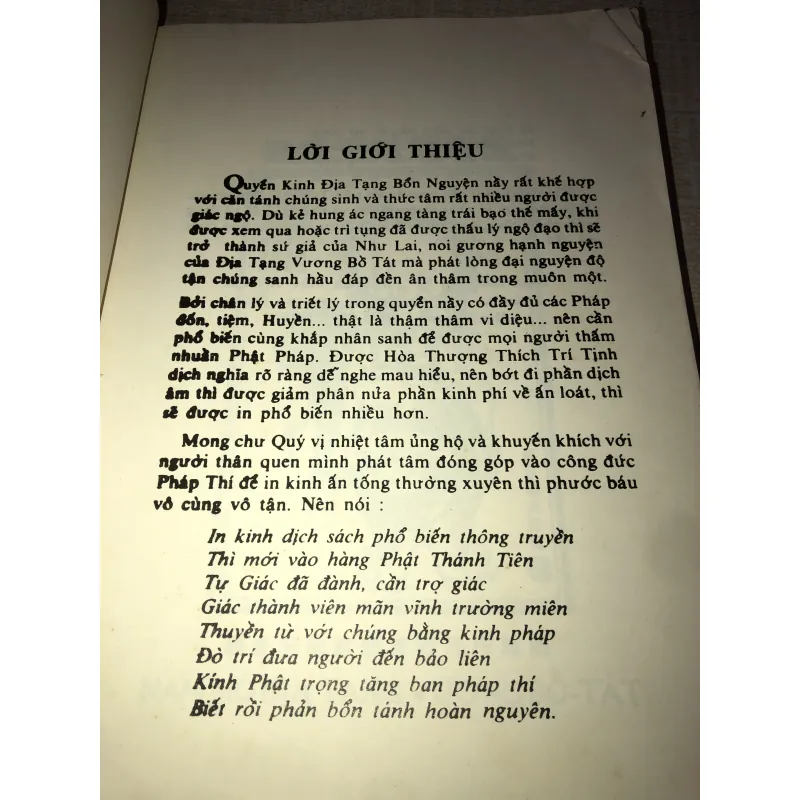 LỜI GIỚI THIỆU
Quyển Kinh Địa Tạng Bổn Nguyện nầy rất khế hợp
với căn tánh chúng sinh và thức tâm rất nhiều người được
giác ngộ. Dù kẻ hung ác ngang tàng trái bạo thế mấy, khi
được xem qua hoặc trì tụng đã được thấu lý ngộ đạo thì sẽ
trở thành sứ giả của Như Lai, noi gương hạnh nguyện
của Địa Tạng Vương Bồ Tát mà phát lòng đại nguyện độ
tận chúng sanh hầu đáp đền ân thâm trong muôn một.
Bởi chân lý và triết lý trong quyển nầy có đầy đủ các Pháp
đốn, tiệm, Huyền... thật là thậm thâm vi diệu... nên cần
phổ biến cùng khắp nhân sanh để được mọi người thấm
nhuần Phật Pháp. Được Hòa Thượng Thích Trí Tịnh
dịch nghĩa rõ ràng dễ nghe mau hiểu, nên bớt đi phần dịch
âm thì được giảm phân nửa phần kinh phí về ấn loát, thì
sẽ được in phổ biến nhiều hơn.
Mong chư Quý vị nhiệt tâm ủng hộ và khuyến khích với
người thân quen mình phát tâm đóng góp vào công đức
Pháp Thí để in kinh ấn tống thường xuyên thì phước báu
vô cùng vô tận. Nên nói :
In kinh dịch sách phổ biến thông truyền
Thì mới vào hàng Phật Thánh Tiên
Tự Giác đã đành, cần trợ giác
Giác thành viên mãn vĩnh trường miên
Thuyền từ vớt chúng bằng kinh pháp
Đò trí đưa người đến bảo liên
Kính Phật trọng tăng ban pháp thí
Biết rồi phản bổn tánh hoàn nguyên.